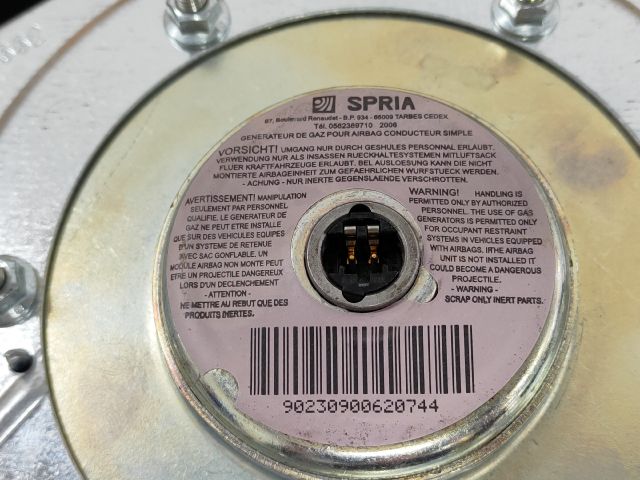 SPRIA
67, Boulevard Renaudet - B.P. 934 - 65009 TARBES CEDEX
Tél. 0562389710 2006
GENERATEUR DE GAZ POUR AIRBAG CONDUCTEUR SIMPLE
VORSICHT! UMGANG NUR DURCH GESHULES PERSONNAL ERLAUBT.
VERWENDUNG NUR ALS INSASSEN RUECKHALTESYSTEMEN MITLUFTSACK
FLUER KRAFTFAHRZEUGE ERLAUBT. BEI AUSLOESUNG KANN DIE NICHT
MONTIERTE AIRBAGEINHEIT ZUM GEFAEHRLICHEN WURFSTUECK WERDEN.
- ACHUNG - NUR INERTE GEGENSLAENDE VERSCHROTTEN.
AVERTISSEMENT! MANIPULATION
SEULEMENT PAR PERSONNEL
QUALIFIE, LE GENERATEUR DE
GAZ NE PEUT ETRE INSTALLE
QUE SUR DES VEHICULES EQUIPES
D'UN SYSTEME DE RETENUE
AVEC SAC GONFLABLE. UN
MODULE AIRBAG NON MONTE PEUT
ETRE UN PROJECTILE DANGEREUX
LORS D'UN DECLENCHEMENT
- ATTENTION -
NE METTRE AU REBUT QUE DES
PRODUITS INERTES.
WARNING! HANDLING IS
PERMITTED ONLY BY AUTHORIZED
PERSONNEL. THE USE OF GAS
GENERATORS IS PERMITTED ONLY
FOR OCCUPANT RESTRAINT
SYSTEMS IN VEHICLES EQUIPPED
WITH AIRBAGS. IFTHE AIRBAG
UNIT IS NOT INSTALLED IT
COULD BECOME A DANGEROUS
PROJECTILE.
- WARNING -
SCRAP ONLY INERT PARTS.
90230900620744